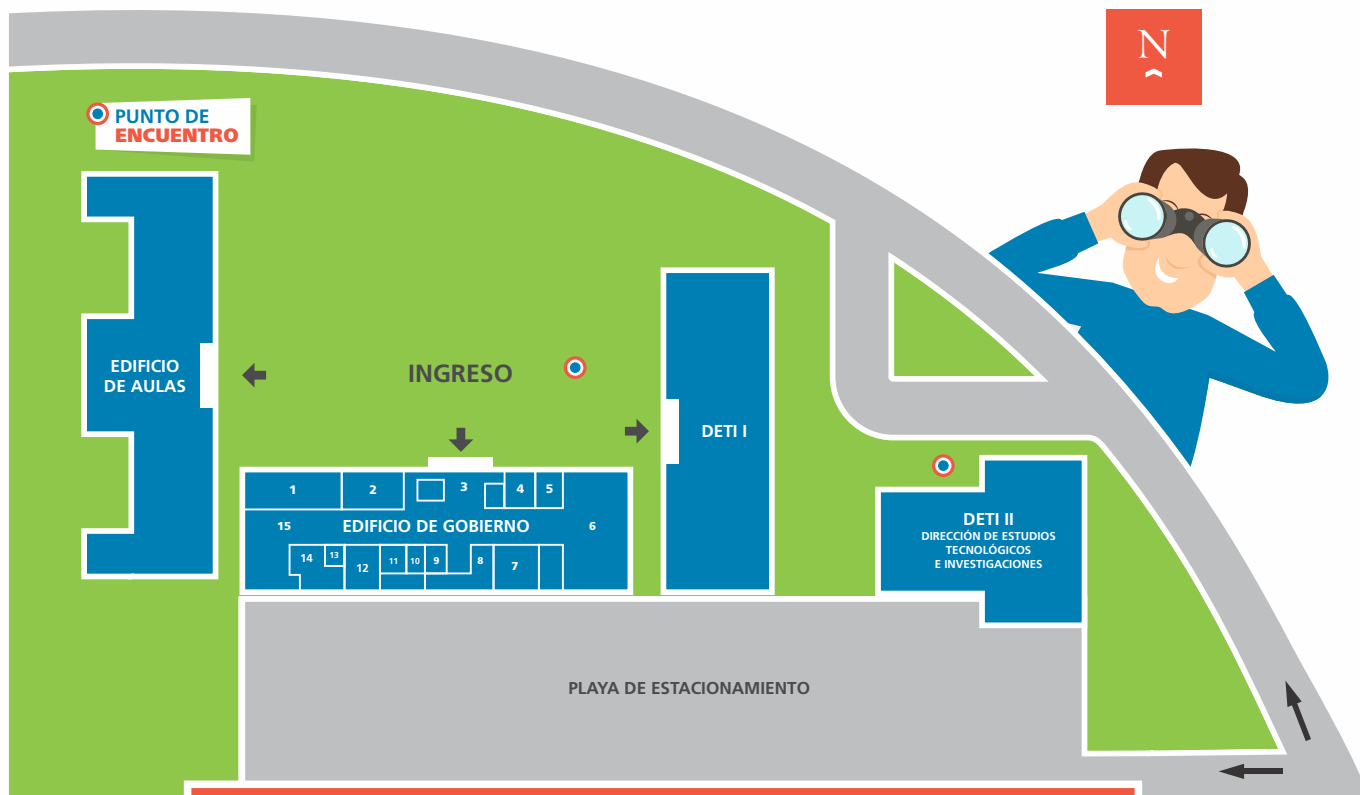 N
PUNTO DE
ENCUENTRO
EDIFICIO
DE AULAS
INGRESO
DETI I
1
2
3
4
5
15
EDIFICIO DE GOBIERNO
6
14
13
12
11
10
9
8
7
DETI II
DIRECCIÓN DE ESTUDIOS
TECNOLÓGICOS
E INVESTIGACIONES
PLAYA DE ESTACIONAMIENTO